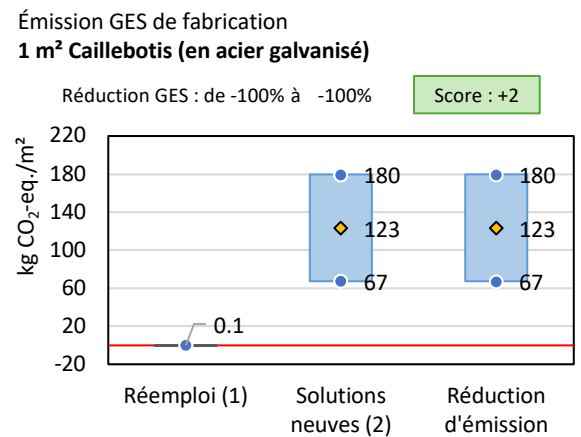 Émission GES de fabrication
1 m² Caillebotis (en acier galvanisé)
Réduction GES : de -100% à -100%
Score : +2
kg CO₂-eq./m²
220
180
140
100
60
20
-20
0.1
180
123
67
180
123
67
Réemploi (1)
Solutions
neuves (2)
Réduction
d'émission